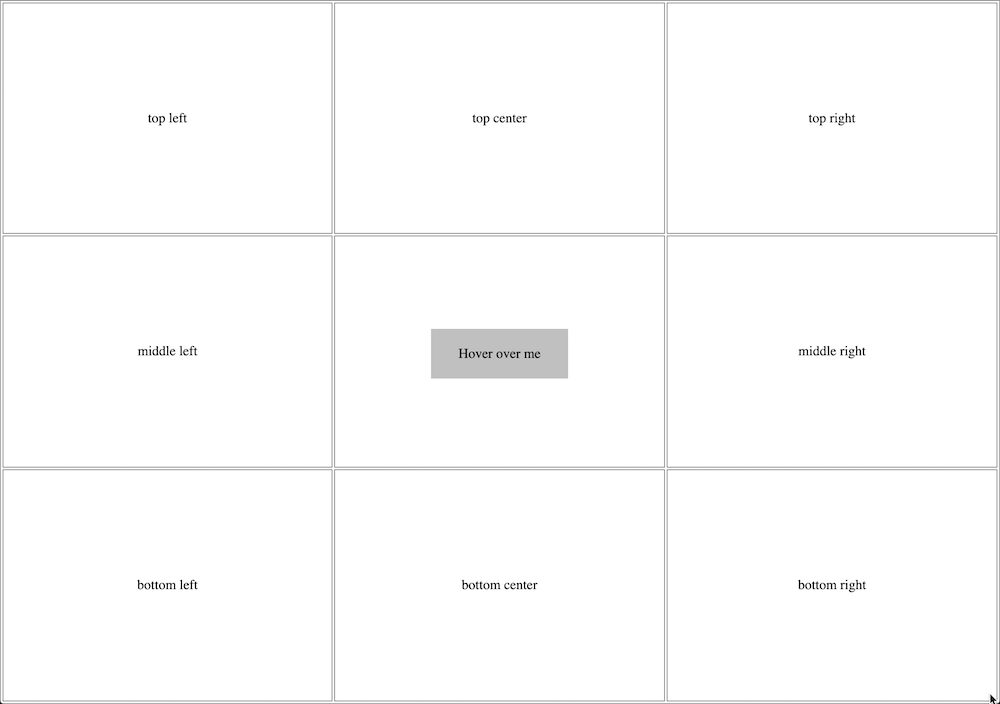 top left
top center
top right
middle left
Hover over me
middle right
bottom left
bottom center
bottom right